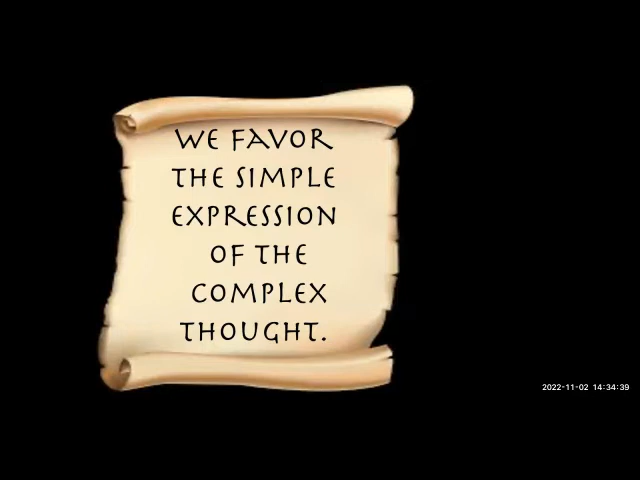 WE FAVOR
THE SIMPLE
EXPRESSION
OF THE
COMPLEX
THOUGHT.
2022-11-02 14:34:39